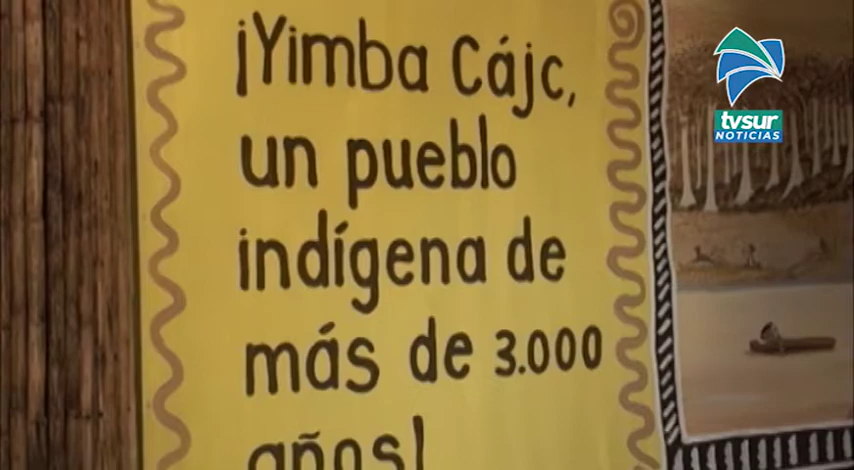 ¡Yimba Cájc,
un pueblo
indígena de
más de 3.000
años!
tvsur
NOTICIAS